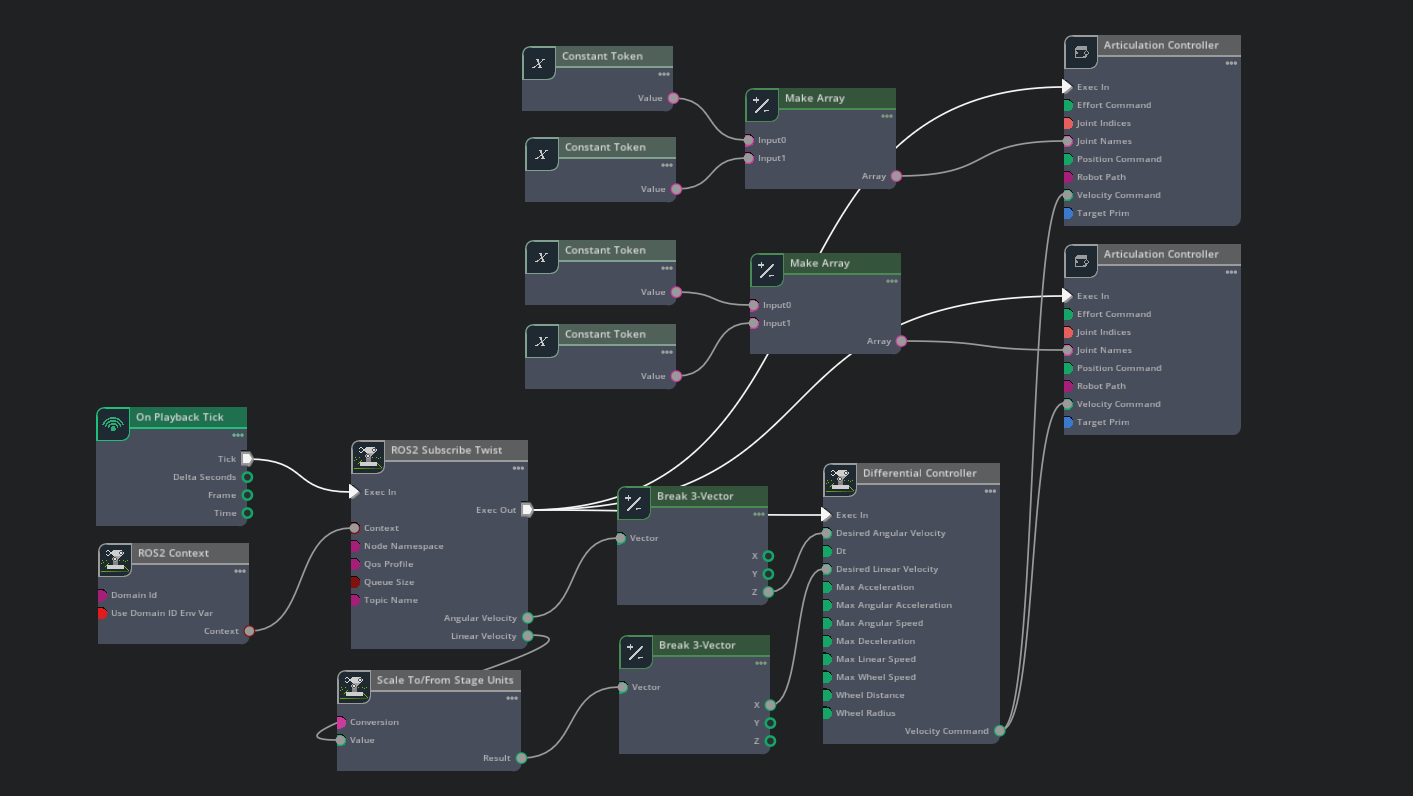 Constant Token
Value
Constant Token
Value
Make Array
Input0
Input1
Array
Constant Token
Value
Constant Token
Value
Make Array
Input0
Input1
Array
Articulation Controller
Exec In
Effort Command
Joint Indices
Joint Names
Position Command
Robot Path
Velocity Command
Target Prim
Articulation Controller
Exec In
Effort Command
Joint Indices
Joint Names
Position Command
Robot Path
Velocity Command
Target Prim
On Playback Tick
Tick
Delta Seconds
Frame
Time
ROS2 Context
Domain Id
Use Domain ID Env Var
Context
ROS2 Subscribe Twist
Exec In
Exec Out
Context
Node Namespace
Qos Profile
Queue Size
Topic Name
Angular Velocity
Linear Velocity
Scale To/From Stage Units
Conversion
Value
Result
Break 3-Vector
Vector
X
Y
Z
Break 3-Vector
Vector
X
Y
Z
Differential Controller
Exec In
Desired Angular Velocity
Dt
Desired Linear Velocity
Max Acceleration
Max Angular Acceleration
Max Angular Speed
Max Deceleration
Max Linear Speed
Max Wheel Speed
Wheel Distance
Wheel Radius
Velocity Command